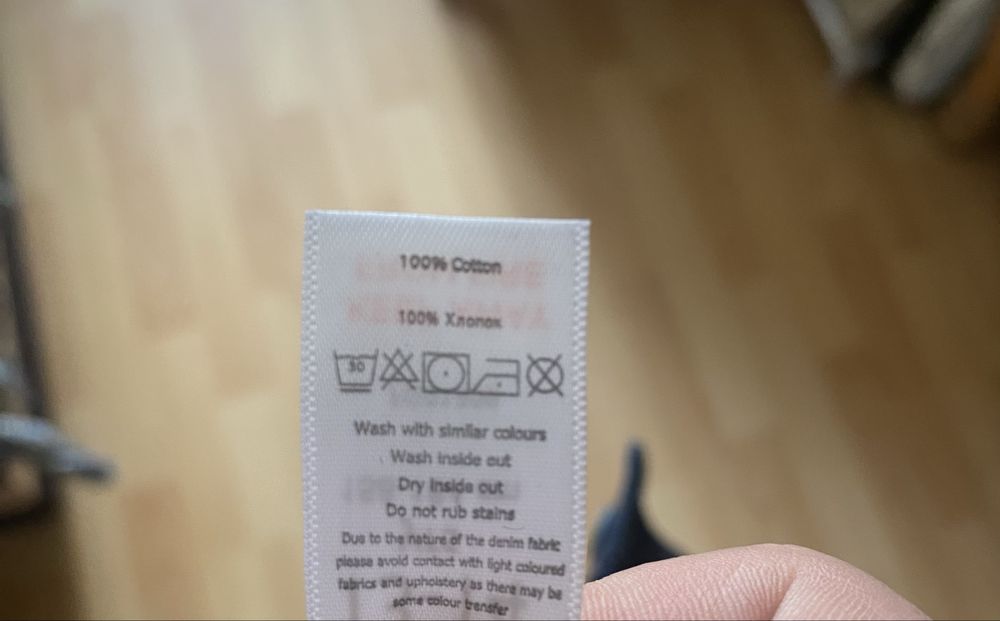 100% Cotton
100% Хлопок
30
Wash with similar colours
Wash inside out
Dry inside out
Do not rub stains
Due to the nature of the denim fabric
please avoid contact with light coloured
fabrics and upholstery as there may be
some colour transfer